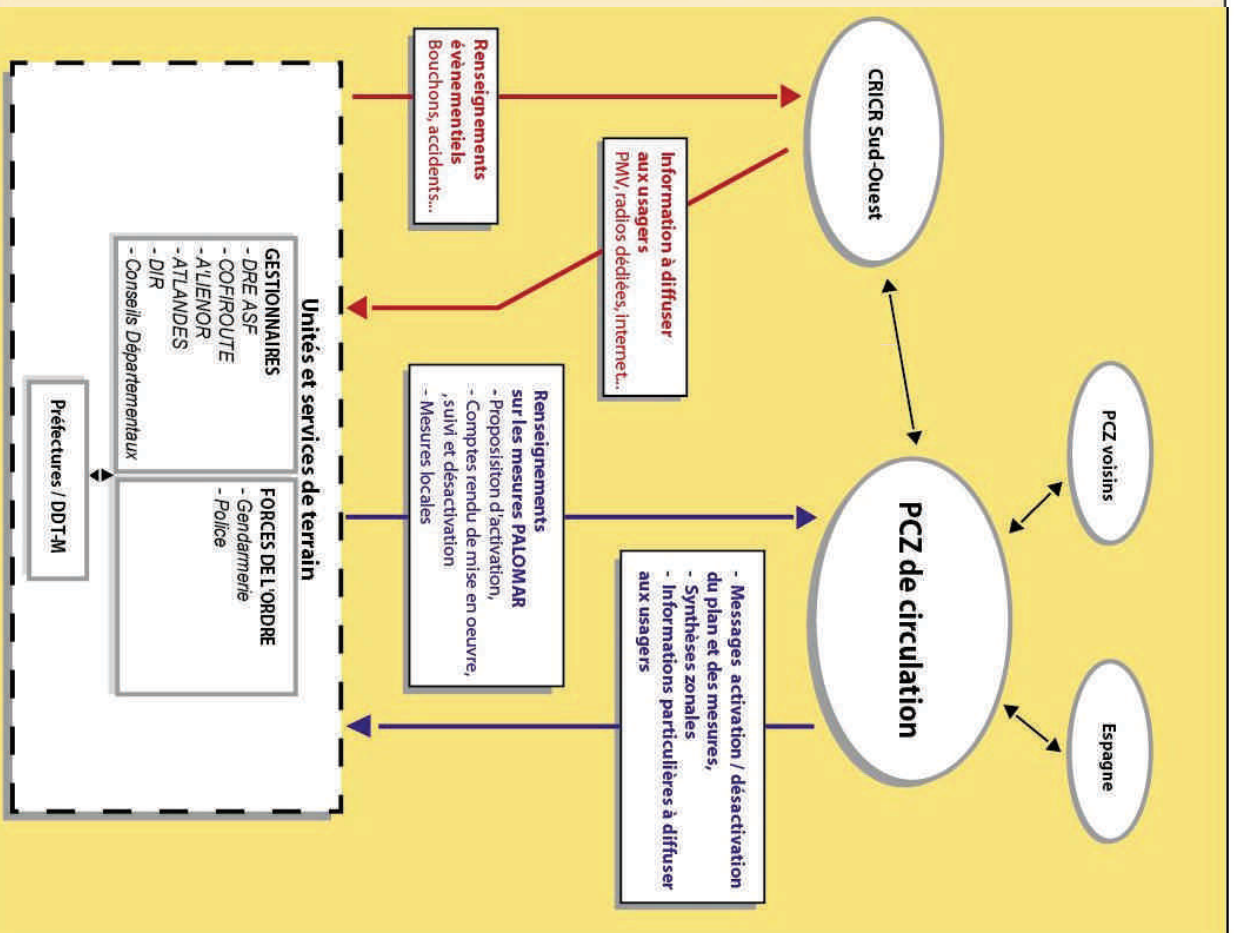 PCZ voisins
Espagne
CRICR Sud-Ouest
PCZ de circulation
Information à diffuser
aux usagers
PMV, radios dédiées, internet...
Renseignements
évènementiels
Bouchons, accidents...
- Messages activation / désactivation
du plan et des mesures,
- Synthèses zonales
- Informations particulières à diffuser
aux usagers
Renseignements
sur les mesures PALOMAR
- Proposisiton d'activation,
- Comptes rendu de mise en oeuvre,
,suivi et désactivation
- Mesures locales
Unités et services de terrain
GESTIONNAIRES
- DRE ASF
- COFIROUTE
- A'LIENOR
- ATLANDES
- DIR
- Conseils Départementaux
FORCES DE L'ORDRE
- Gendarmerie
- Police
Préfectures / DDT-M